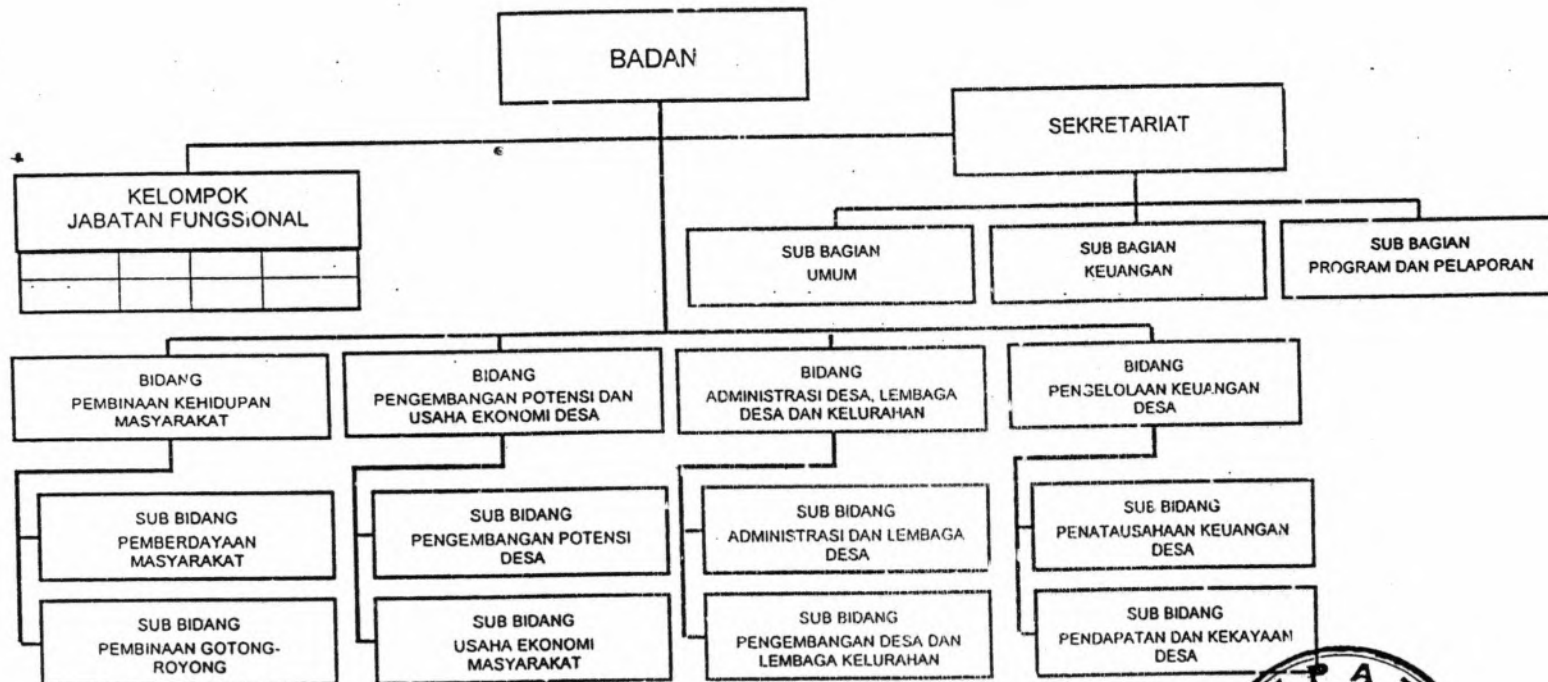 BADAN
SEKRETARIAT
KELOMPOK
JABATAN FUNGSIONAL
SUB BAGIAN
UMUM
SUB BAGIAN
KEUANGAN
SUB BAGIAN
PROGRAM DAN PELAPORAN
BIDANG
PEMBINAAN KEHIDUPAN
MASYARAKAT
BIDANG
PENGEMBANGAN POTENSI DAN
USAHA EKONOMI DESA
BIDANG
ADMINISTRASI DESA, LEMBAGA
DESA DAN KELURAHAN
BIDANG
PENGELOLAAN KEUANGAN
DESA
SUB BIDANG
PEMBERDAYAAN
MASYARAKAT
SUB BIDANG
PENGEMBANGAN POTENSI
DESA
SUB BIDANG
ADMINISTRASI DAN LEMBAGA
DESA
SUB BIDANG
PENATAUSAHAAN KEUANGAN
DESA
SUB BIDANG
PEMBINAAN GOTONG-
ROYONG
SUB BIDANG
USAHA EKONOMI
MASYARAKAT
SUB BIDANG
PENGEMBANGAN DESA DAN
LEMBAGA KELURAHAN
SUB BIDANG
PENDAPATAN DAN KEKAYAAN
DESA